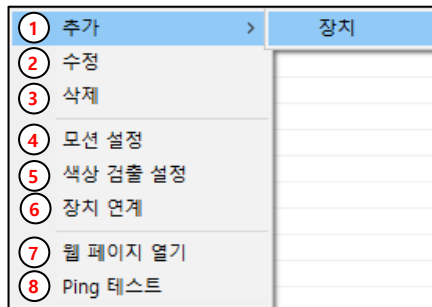 1 추가 > 장치
2 수정
3 삭제
4 모션 설정
5 색상 검출 설정
6 장치 연계
7 웹 페이지 열기
8 Ping 테스트